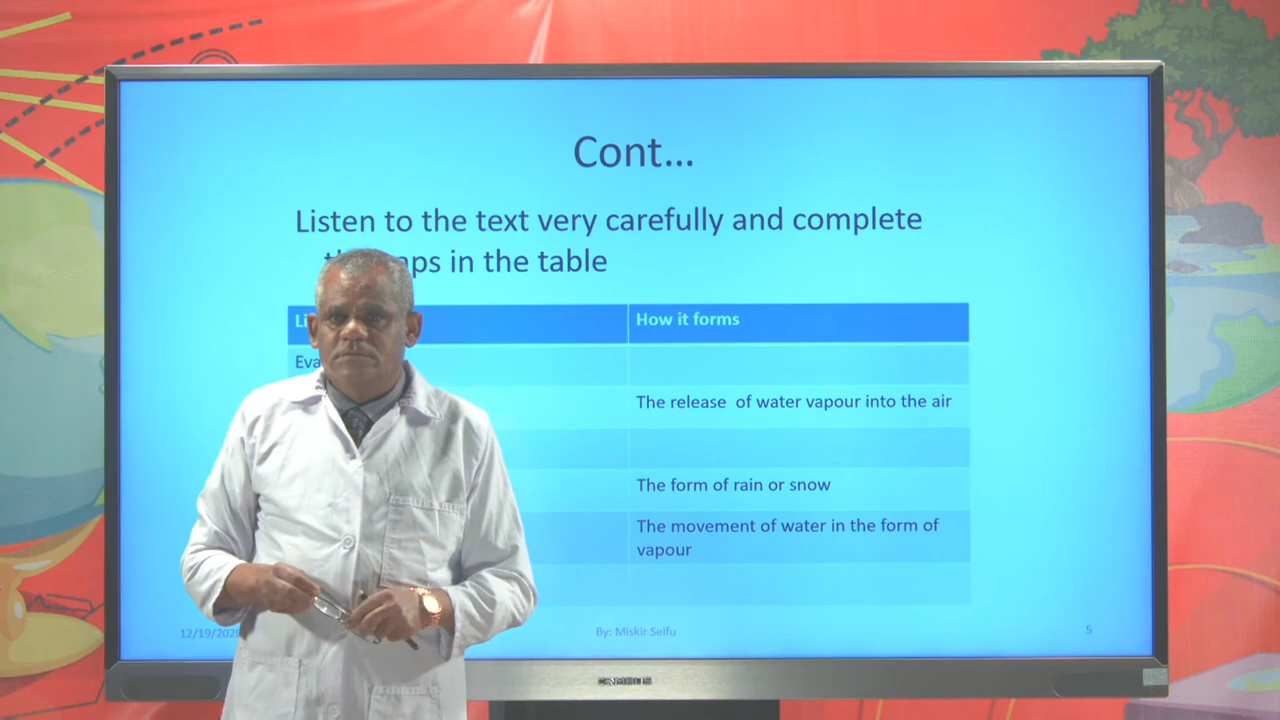 Cont...
Listen to the text very carefully and complete
in the table
How it forms
The release of water vapour into the air
The form of rain or snow
The movement of water in the form of
vapour
By: Miskir Seifu
5